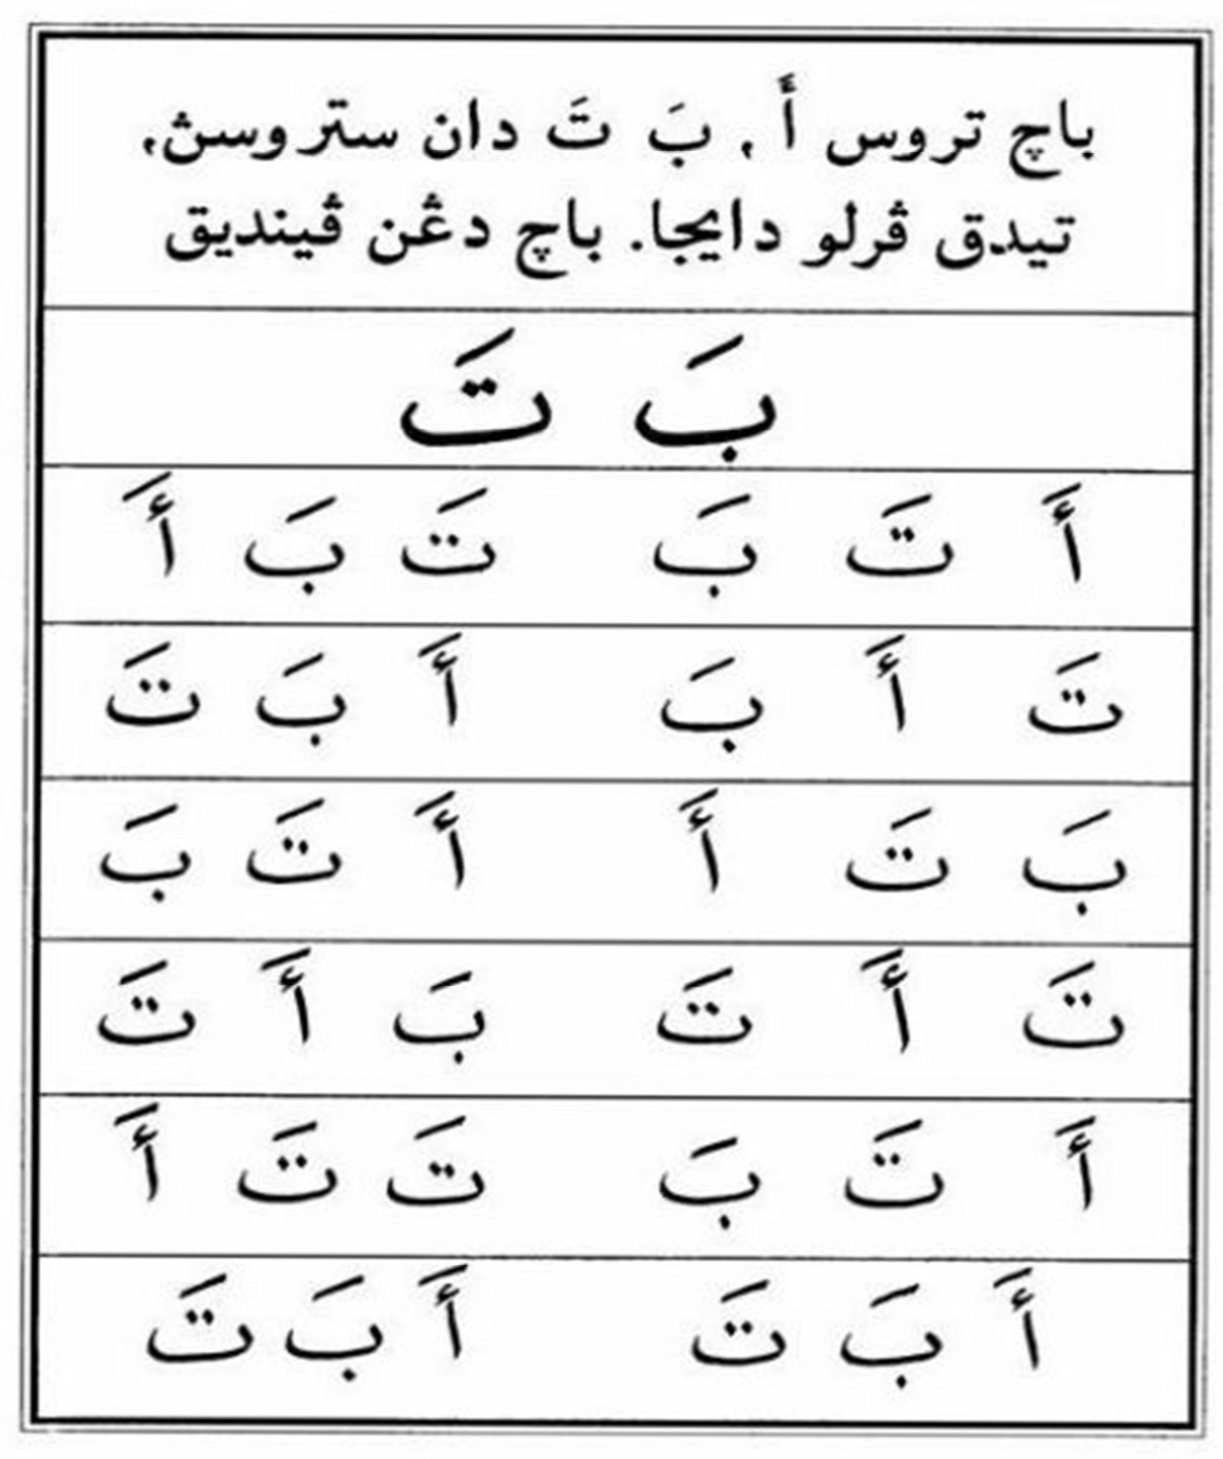 باچ تروس أَ , بَ تَ دان ستروسڽ,
تيدق ڤرلو دايجا. باچ دڠن ڤينديق
بَ تَ
أَ تَ بَ تَ بَ أَ
تَ أَ بَ أَ بَ تَ
بَ تَ أَ أَ تَ بَ
تَ أَ تَ بَ أَ تَ
أَ تَ بَ تَ تَ أَ
أَ بَ تَ أَ بَ تَ